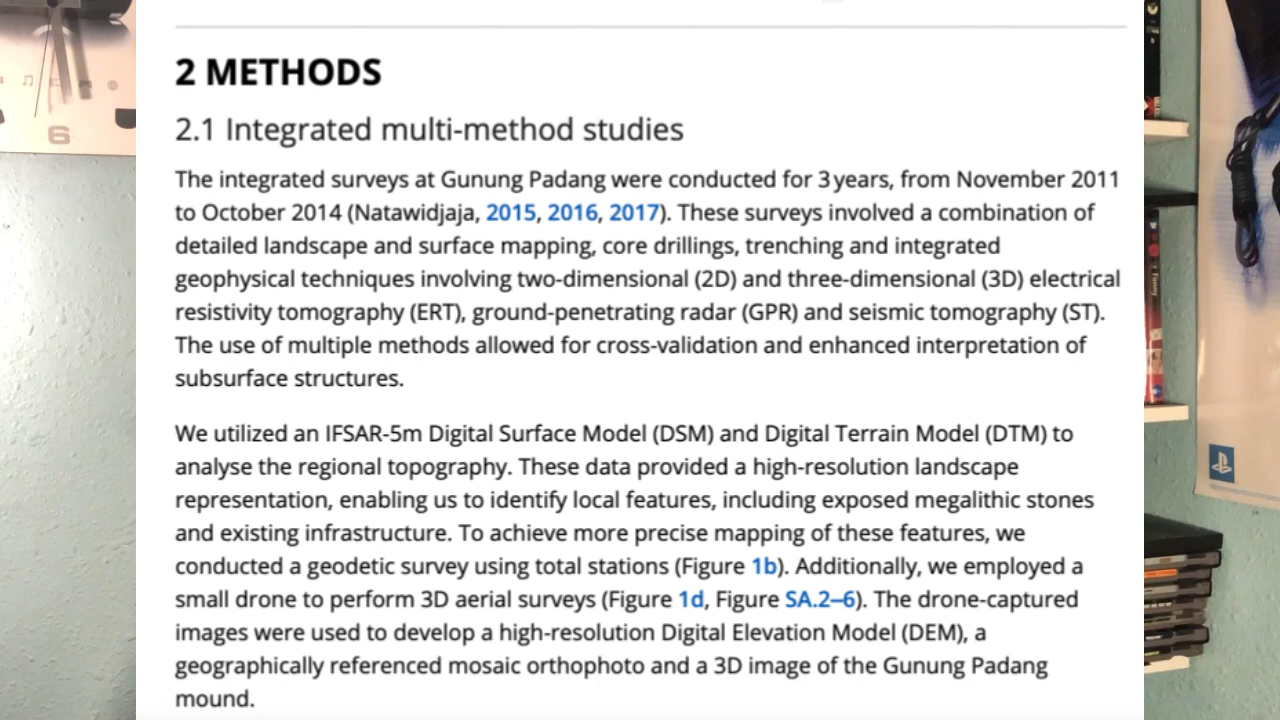 2 METHODS
2.1 Integrated multi-method studies
The integrated surveys at Gunung Padang were conducted for 3 years, from November 2011
to October 2014 (Natawidjaja, 2015, 2016, 2017). These surveys involved a combination of
detailed landscape and surface mapping, core drillings, trenching and integrated
geophysical techniques involving two-dimensional (2D) and three-dimensional (3D) electrical
resistivity tomography (ERT), ground-penetrating radar (GPR) and seismic tomography (ST).
The use of multiple methods allowed for cross-validation and enhanced interpretation of
subsurface structures.
We utilized an IFSAR-5m Digital Surface Model (DSM) and Digital Terrain Model (DTM) to
analyse the regional topography. These data provided a high-resolution landscape
representation, enabling us to identify local features, including exposed megalithic stones
and existing infrastructure. To achieve more precise mapping of these features, we
conducted a geodetic survey using total stations (Figure 1b). Additionally, we employed a
small drone to perform 3D aerial surveys (Figure 1d, Figure SA.2–6). The drone-captured
images were used to develop a high-resolution Digital Elevation Model (DEM), a
geographically referenced mosaic orthophoto and a 3D image of the Gunung Padang
mound.
6